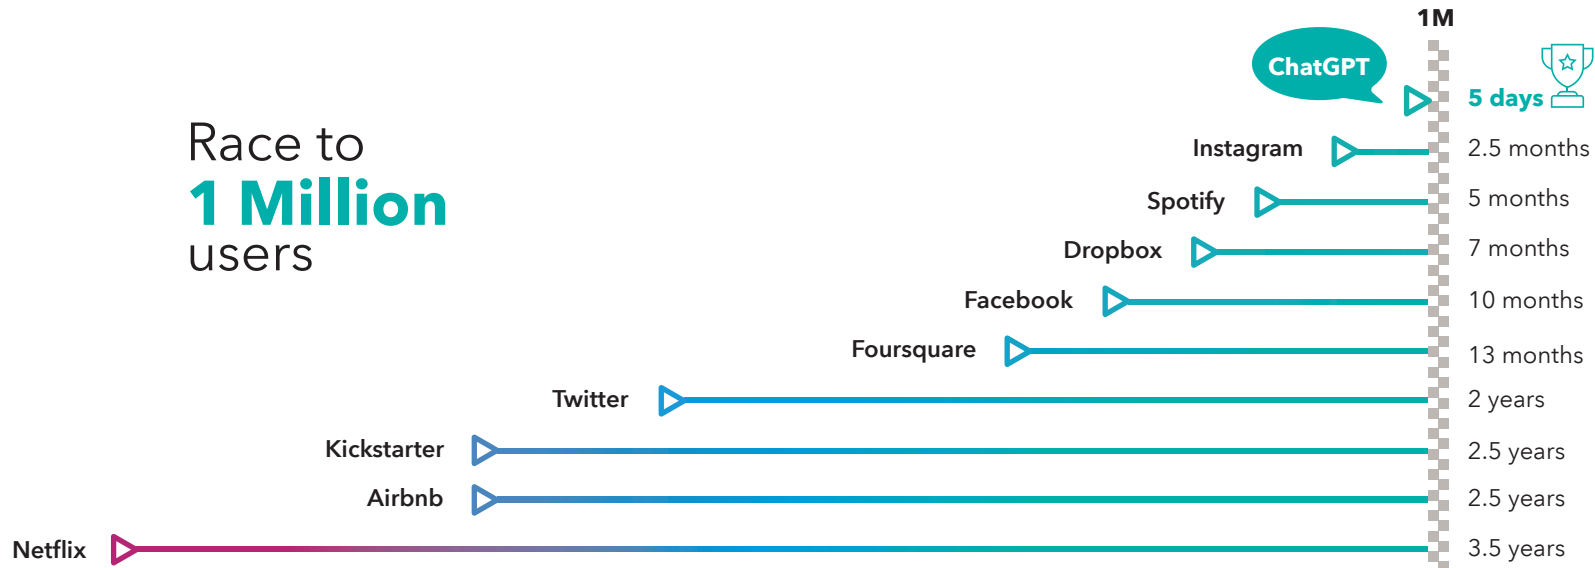 1M
ChatGPT
5 days
Race to
1 Million
users
Instagram 2.5 months
Spotify 5 months
Dropbox 7 months
Facebook 10 months
Foursquare 13 months
Twitter 2 years
Kickstarter 2.5 years
Airbnb 2.5 years
Netflix 3.5 years